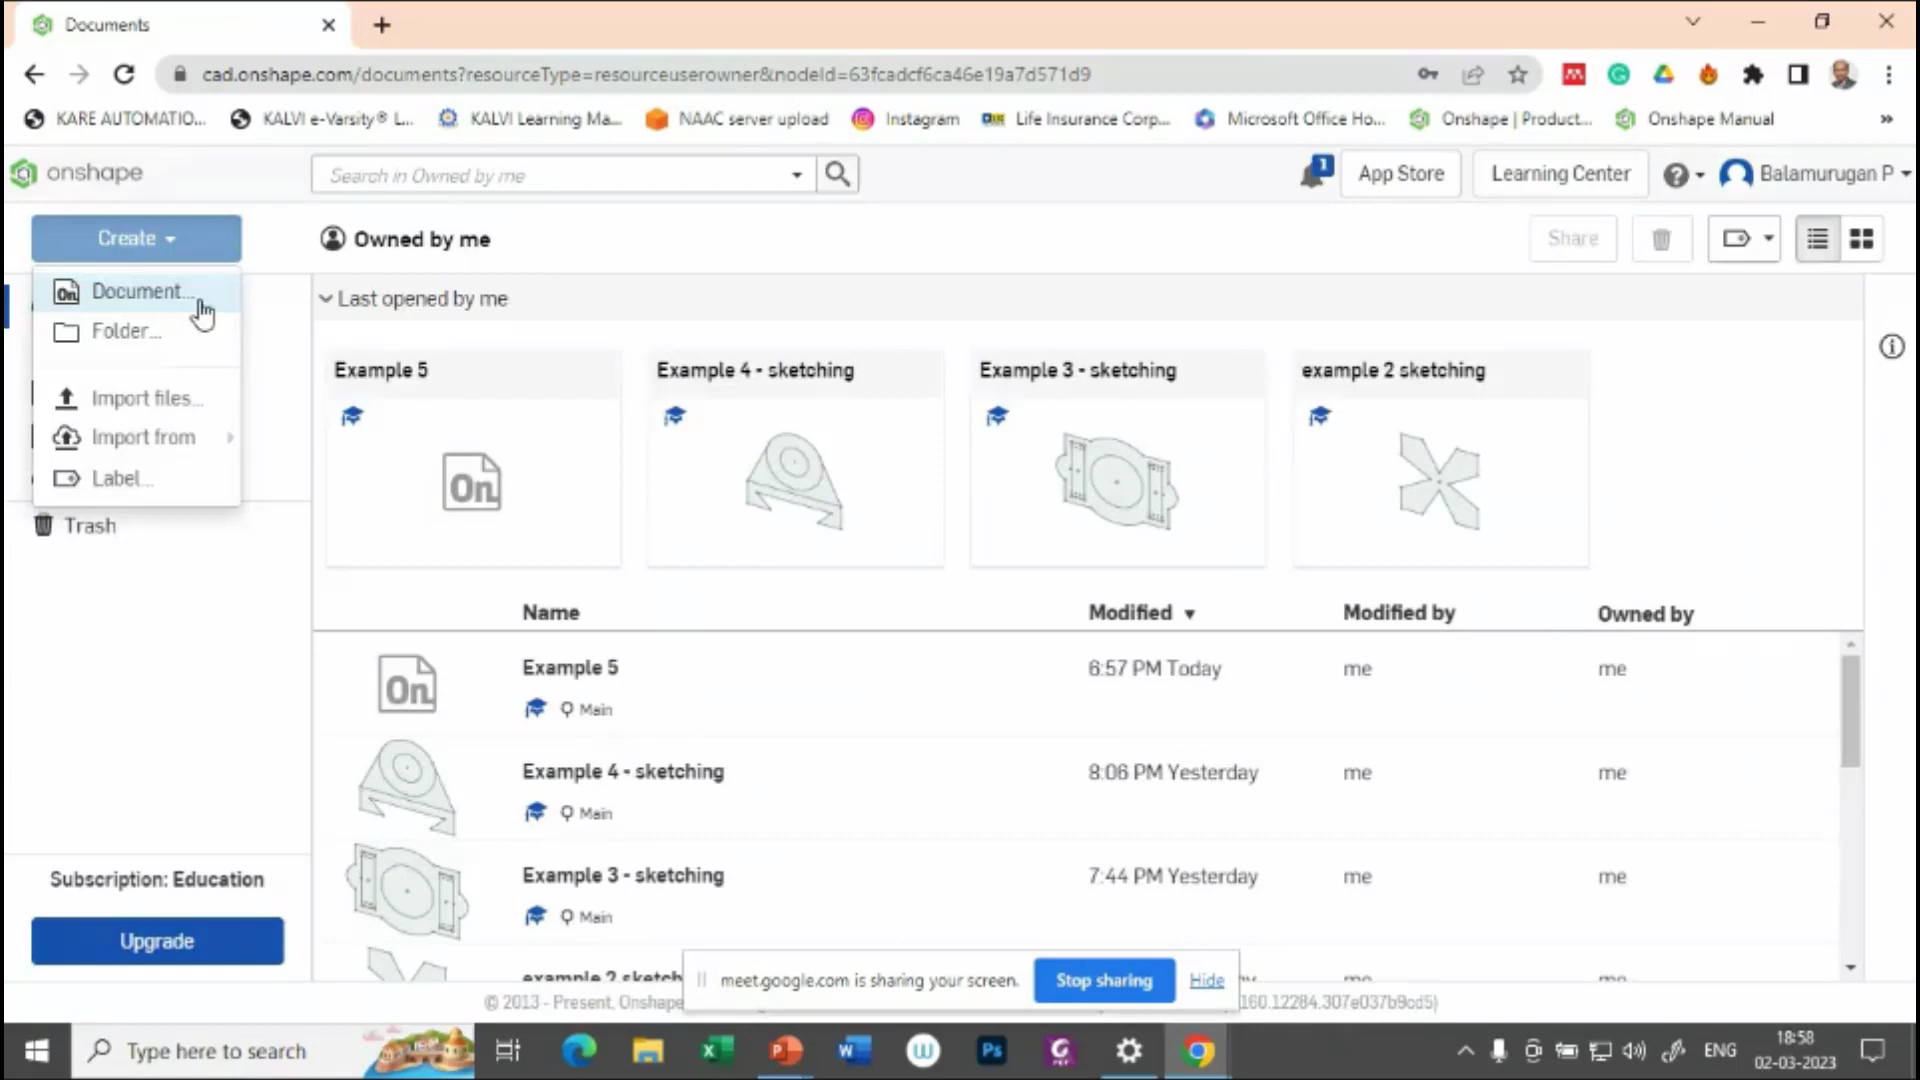 Documents
cad.onshape.com/documents?resourceType=resourceuserowner&nodeId=63fcadcf6ca46e19a7d571d9
KARE AUTOMATIO... KALVI e-Varsity® L... KALVI Learning Ma... NAAC server upload Instagram Life Insurance Corp... Microsoft Office Ho... Onshape | Product... Onshape Manual
onshape Search in Owned by me 1 App Store Learning Center Balamurugan P
Create Owned by me Share
Document...
Folder...
Import files...
Import from
Label...
Trash
Last opened by me
Example 5 Example 4 - sketching Example 3 - sketching example 2 sketching
On
Name Modified Modified by Owned by
On Example 5 6:57 PM Today me me
Main
Example 4 - sketching 8:06 PM Yesterday me me
Main
Example 3 - sketching 7:44 PM Yesterday me me
Main
Subscription: Education
Upgrade
meet.google.com is sharing your screen. Stop sharing Hide
© 2013 - Present, Onshape
160.12284.307e037b9cd5)
Type here to search
ENG 18:58
02-03-2023